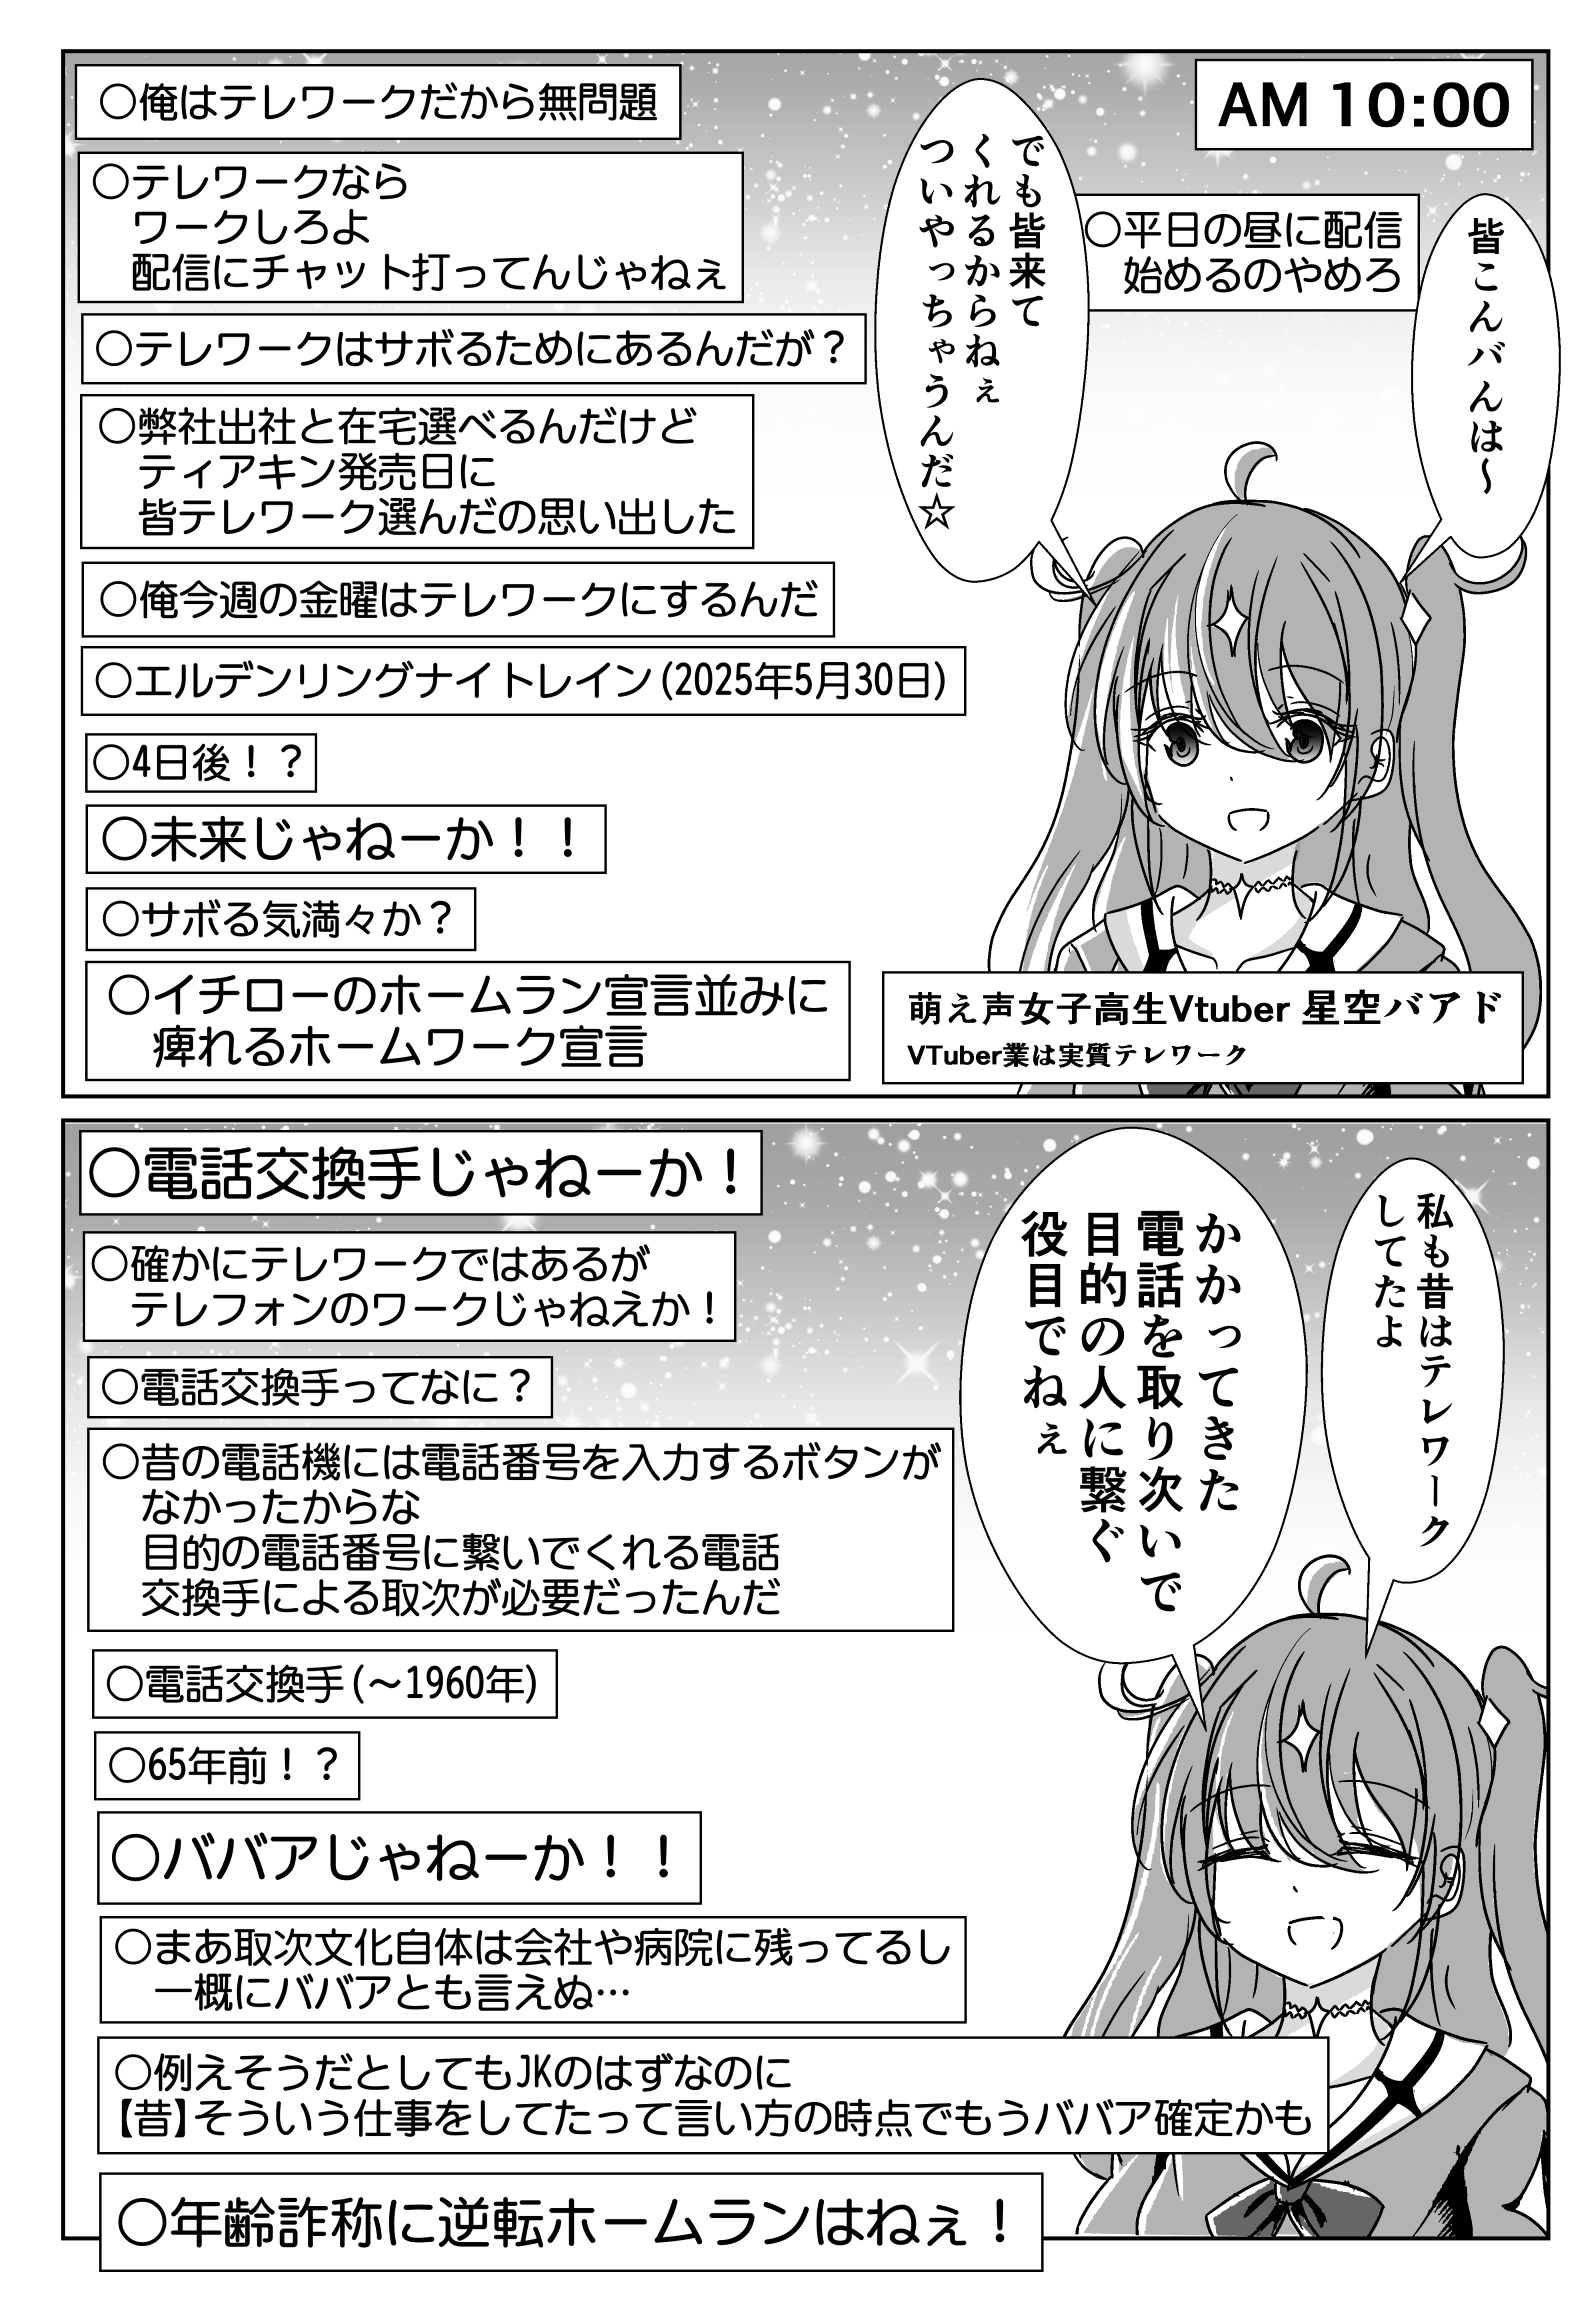 AM 10:00
皆こんバんは～
○平日の昼に配信
始めるのやめろ
でも皆来て
くれるからねぇ
ついやっちゃうんだ☆
○俺はテレワークだから無問題
○テレワークなら
ワークしろよ
配信にチャット打ってんじゃねぇ
○テレワークはサボるためにあるんだが？
○弊社出社と在宅選べるんだけど
ティアキン発売日に
皆テレワーク選んだの思い出した
○俺今週の金曜はテレワークにするんだ
○エルデンリングナイトレイン(2025年5月30日)
○4日後！？
○未来じゃねーか！！
○サボる気満々か？
○イチローのホームラン宣言並みに
痺れるホームワーク宣言
萌え声女子高生Vtuber 星空バアド
VTuber業は実質テレワーク
私も昔はテレワーク
してたよ
かかってきた
電話を取り次いで
目的の人に繋ぐ
役目でねぇ
○電話交換手じゃねーか！
○確かにテレワークではあるが
テレフォンのワークじゃねえか！
○電話交換手ってなに？
○昔の電話機には電話番号を入力するボタンが
なかったからな
目的の電話番号に繋いでくれる電話
交換手による取次が必要だったんだ
○電話交換手(～1960年)
○65年前！？
○ババアじゃねーか！！
○まあ取次文化自体は会社や病院に残ってるし
一概にババアとも言えぬ…
○例えそうだとしてもJKのはずなのに
【昔】そういう仕事をしてたって言い方の時点でもうババア確定かも
○年齢詐称に逆転ホームランはねぇ！